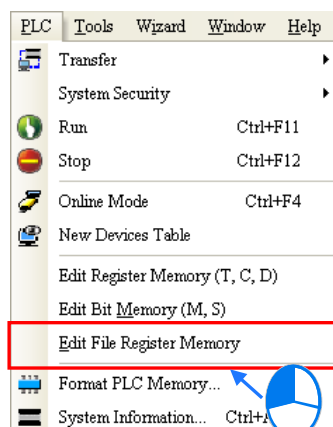 PLC Tools Wizard Window Help
Transfer
System Security
Run Ctrl+F11
Stop Ctrl+F12
Online Mode Ctrl+F4
New Devices Table
Edit Register Memory (T, C, D)
Edit Bit Memory (M, S)
Edit File Register Memory
Format PLC Memory...
System Information...